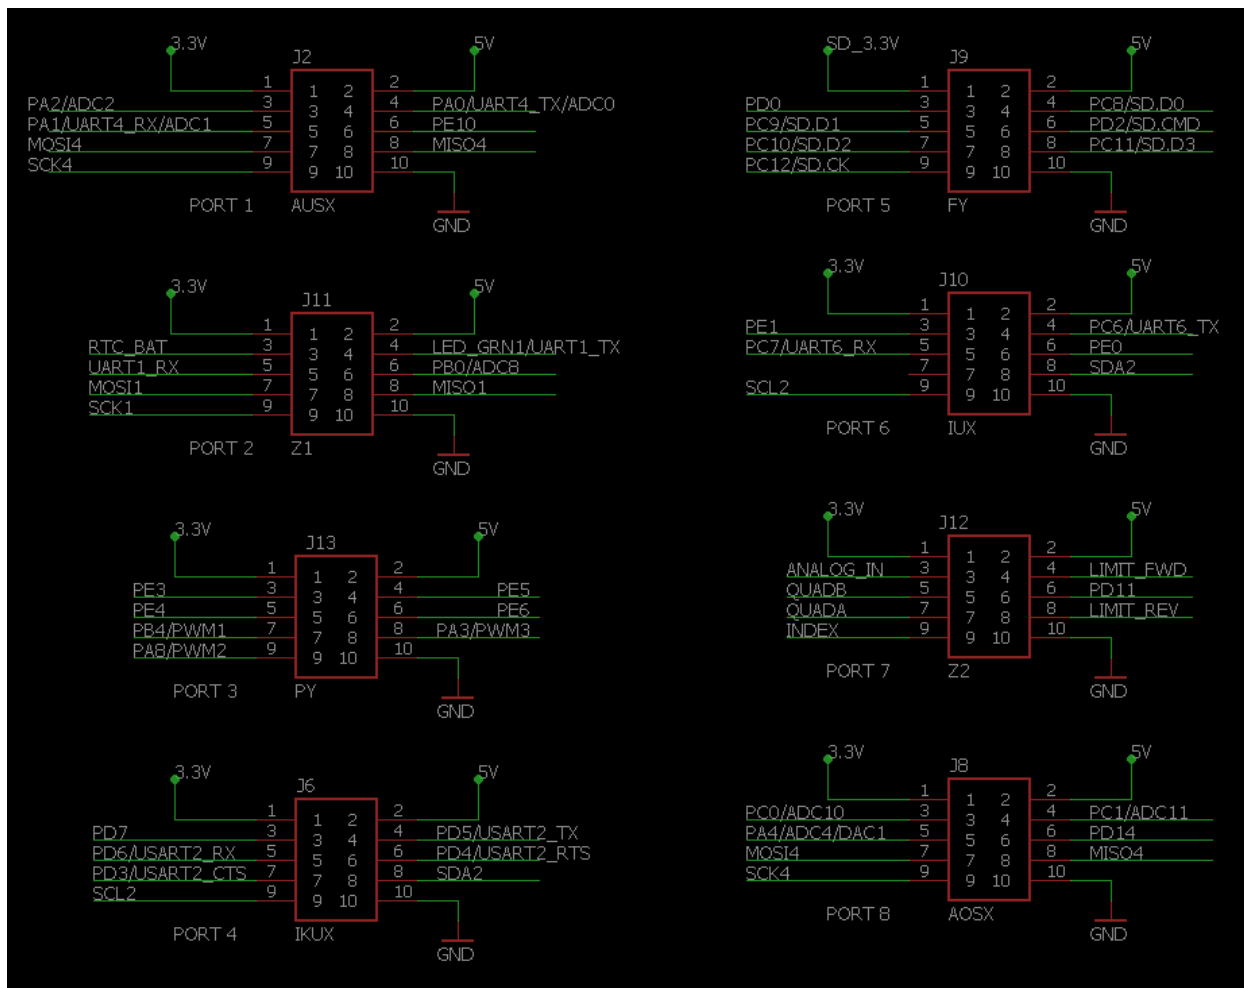 3.3V 5V
J2
1 1 2 2
PA2/ADC2 3 3 4 4 PA0/UART4_TX/ADC0
PA1/UART4_RX/ADC1 5 5 6 6 PE10
MOSI4 7 7 8 8 MISO4
SCK4 9 9 10 10
PORT 1 AUSX
GND
3.3V 5V
J11
1 1 2 2
RTC_BAT 3 3 4 4 LED_GRN1/UART1_TX
UART1_RX 5 5 6 6 PB0/ADC8
MOSI1 7 7 8 8 MISO1
SCK1 9 9 10 10
PORT 2 Z1
GND
3.3V 5V
J13
1 1 2 2
PE3 3 3 4 4 PE5
PE4 5 5 6 6 PE6
PB4/PWM1 7 7 8 8 PA3/PWM3
PA8/PWM2 9 9 10 10
PORT 3 PY
GND
3.3V 5V
J6
1 1 2 2
PD7 3 3 4 4 PD5/USART2_TX
PD6/USART2_RX 5 5 6 6 PD4/USART2_RTS
PD3/USART2_CTS 7 7 8 8 SDA2
SCL2 9 9 10 10
PORT 4 IKUX
GND
SD_3.3V 5V
J9
1 1 2 2
PD0 3 3 4 4 PC8/SD.D0
PC9/SD.D1 5 5 6 6 PD2/SD.CMD
PC10/SD.D2 7 7 8 8 PC11/SD.D3
PC12/SD.CK 9 9 10 10
PORT 5 FY
GND
3.3V 5V
J10
1 1 2 2
PE1 3 3 4 4 PC6/UART6_TX
PC7/UART6_RX 5 5 6 6 PE0
7 7 8 8 SDA2
SCL2 9 9 10 10
PORT 6 IUX
GND
3.3V 5V
J12
1 1 2 2
ANALOG_IN 3 3 4 4 LIMIT_FWD
QUADB 5 5 6 6 PD11
QUADA 7 7 8 8 LIMIT_REV
INDEX 9 9 10 10
PORT 7 Z2
GND
3.3V 5V
J8
1 1 2 2
PC0/ADC10 3 3 4 4 PC1/ADC11
PA4/ADC4/DAC1 5 5 6 6 PD14
MOSI4 7 7 8 8 MISO4
SCK4 9 9 10 10
PORT 8 AOSX
GND